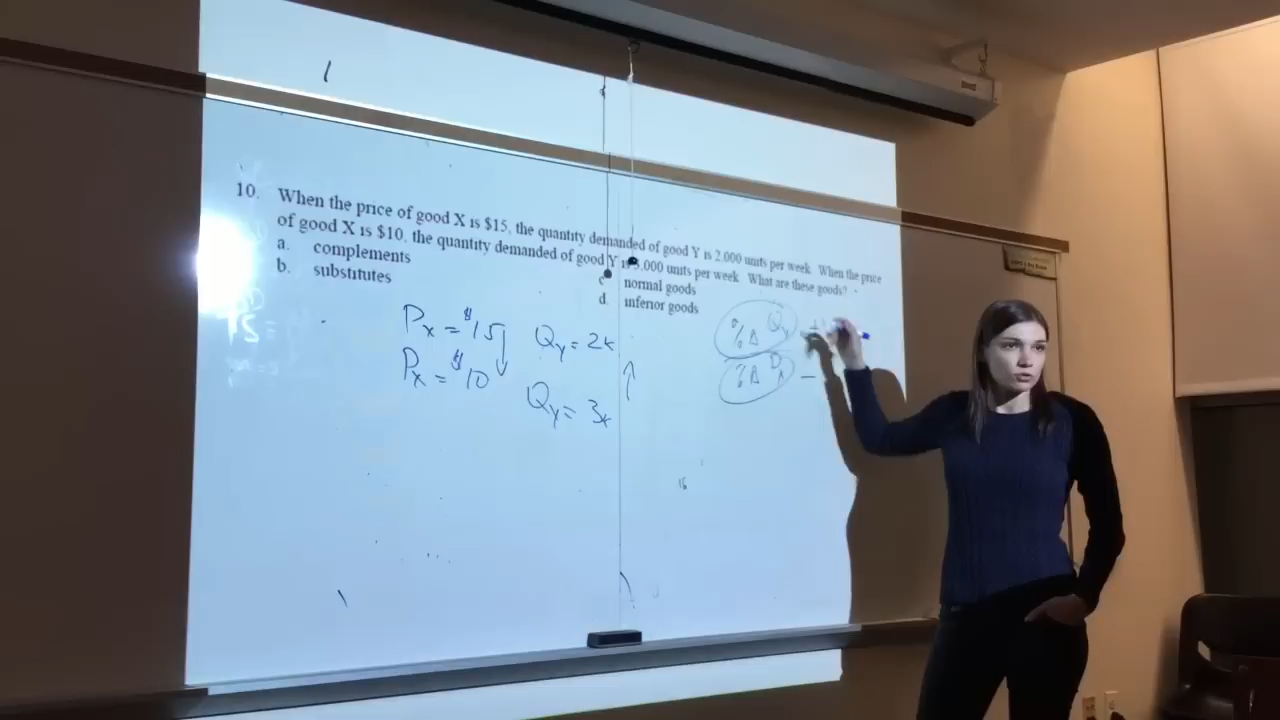 10. When the price of good X is $15, the quantity demanded of good Y is 2,000 units per week. When the price
of good X is $10, the quantity demanded of good Y is 3,000 units per week. What are these goods?
a. complements
b. substitutes
c. normal goods
d. inferior goods
Px = $15 Qy = 2k
Px = $10
Qy = 3k
%Δ Qy
%Δ